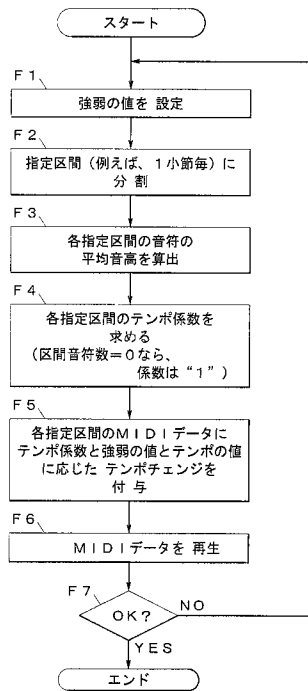 スタート
F1
強弱の値を 設定
F2
指定区間(例えば、1小節毎)に
分 割
F3
各指定区間の音符の
平均音高を算出
F4
各指定区間のテンポ係数を
求める
(区間音符数=0なら、
係数は“1”)
F5
各指定区間のMIDIデータに
テンポ係数と強弱の値とテンポの値
に応じた テンポチェンジを
付 与
F6
MIDIデータを 再生
F7
OK?
NO
YES
エンド